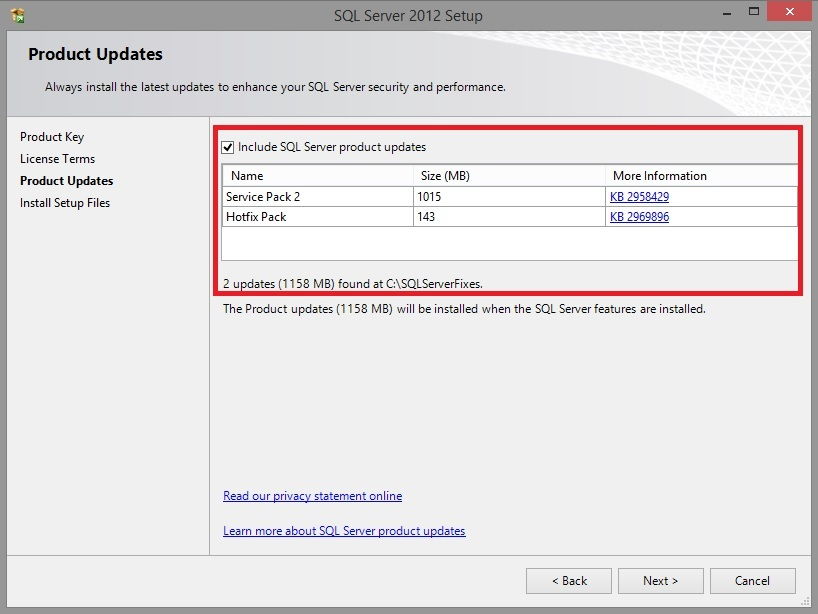 SQL Server 2012 Setup
Product Updates
Always install the latest updates to enhance your SQL Server security and performance.
Product Key
License Terms
Product Updates
Install Setup Files
Include SQL Server product updates
Name Size (MB) More Information
Service Pack 2 1015 KB 2958429
Hotfix Pack 143 KB 2969896
2 updates (1158 MB) found at C:\SQLServerFixes.
The Product updates (1158 MB) will be installed when the SQL Server features are installed.
Read our privacy statement online
Learn more about SQL Server product updates
< Back Next > Cancel